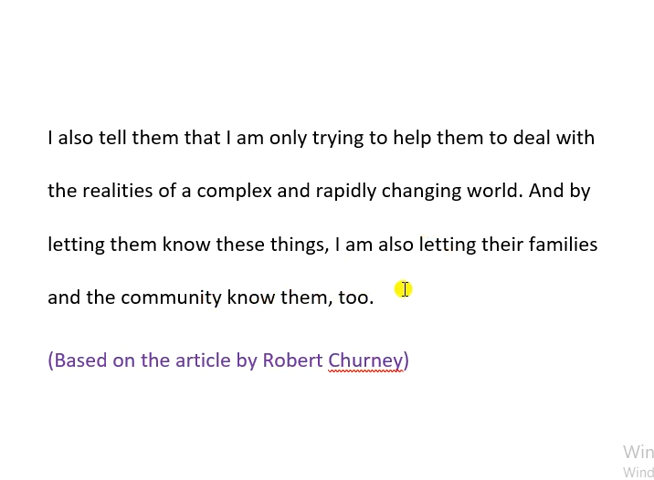 I also tell them that I am only trying to help them to deal with
the realities of a complex and rapidly changing world. And by
letting them know these things, I am also letting their families
and the community know them, too.
(Based on the article by Robert Churney)
Win
Wind